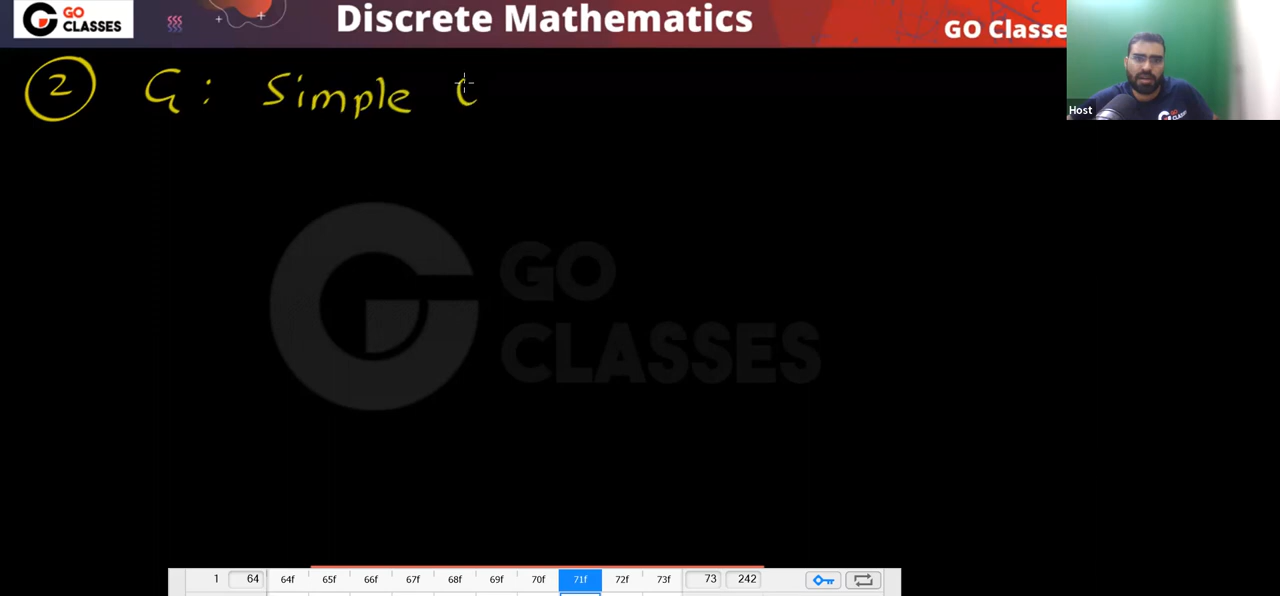 GO
CLASSES
Discrete Mathematics
GO Classe
Host
2 G: Simple
GO
CLASSES
1 64 64f 65f 66f 67f 68f 69f 70f 71f 72f 73f 73 242